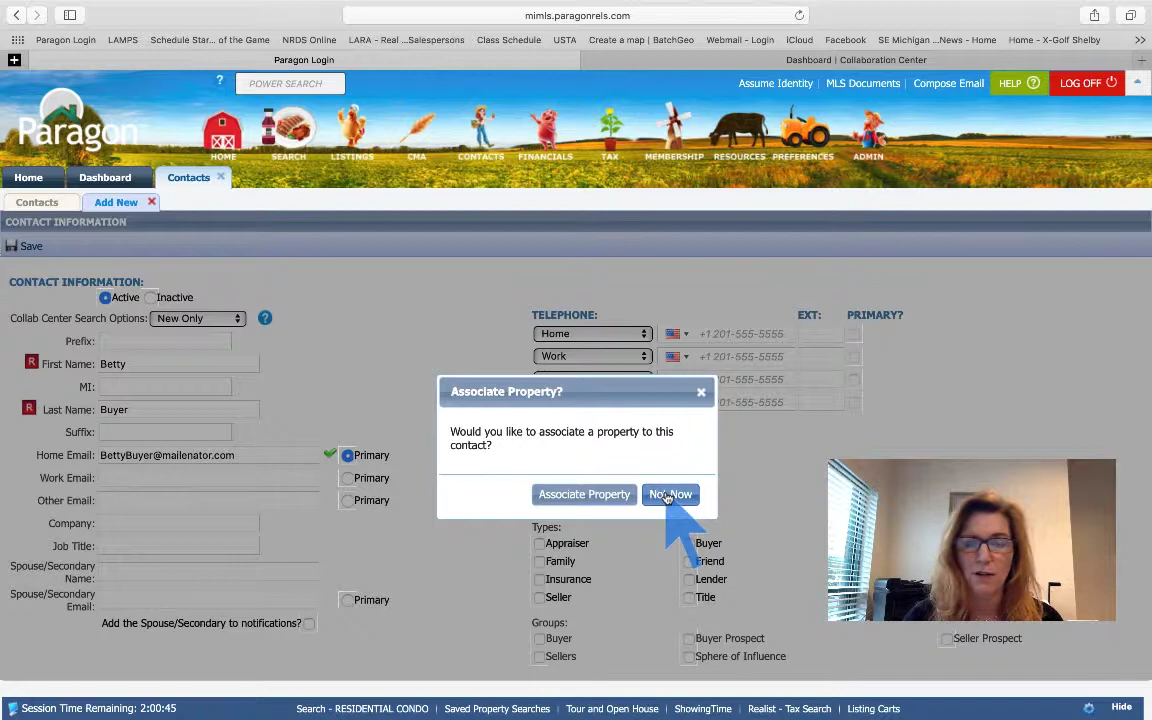 mimls.paragonrels.com
Paragon Login LAMPS Schedule Star... of the Game NRDS Online LARA - Real ...Salespersons Class Schedule USTA Create a map | BatchGeo Webmail - Login iCloud Facebook SE Michigan ...News - Home Home - X-Golf Shelby >>
Paragon Login Dashboard | Collaboration Center
? POWER SEARCH Assume Identity | MLS Documents | Compose Email HELP ? LOG OFF
Paragon
HOME SEARCH LISTINGS CMA CONTACTS FINANCIALS TAX MEMBERSHIP RESOURCES PREFERENCES ADMIN
Home Dashboard Contacts
Contacts Add New
CONTACT INFORMATION
Save
CONTACT INFORMATION:
Active Inactive
Collab Center Search Options: New Only ?
Prefix:
R First Name: Betty
MI:
R Last Name: Buyer
Suffix:
Home Email: BettyBuyer@mailenator.com Primary
Work Email: Primary
Other Email: Primary
Company:
Job Title:
Spouse/Secondary
Name:
Spouse/Secondary
Email: Primary
Add the Spouse/Secondary to notifications?
TELEPHONE: EXT: PRIMARY?
Home +1 201-555-5555
Work +1 201-555-5555
201-555-5555
201-555-5555
Associate Property?
Would you like to associate a property to this
contact?
Associate Property Not Now
Types:
Appraiser Buyer
Family Friend
Insurance Lender
Seller Title
Groups:
Buyer Buyer Prospect Seller Prospect
Sellers Sphere of Influence
Session Time Remaining: 2:00:45 Search - RESIDENTIAL CONDO | Saved Property Searches | Tour and Open House | ShowingTime | Realist - Tax Search | Listing Carts Hide